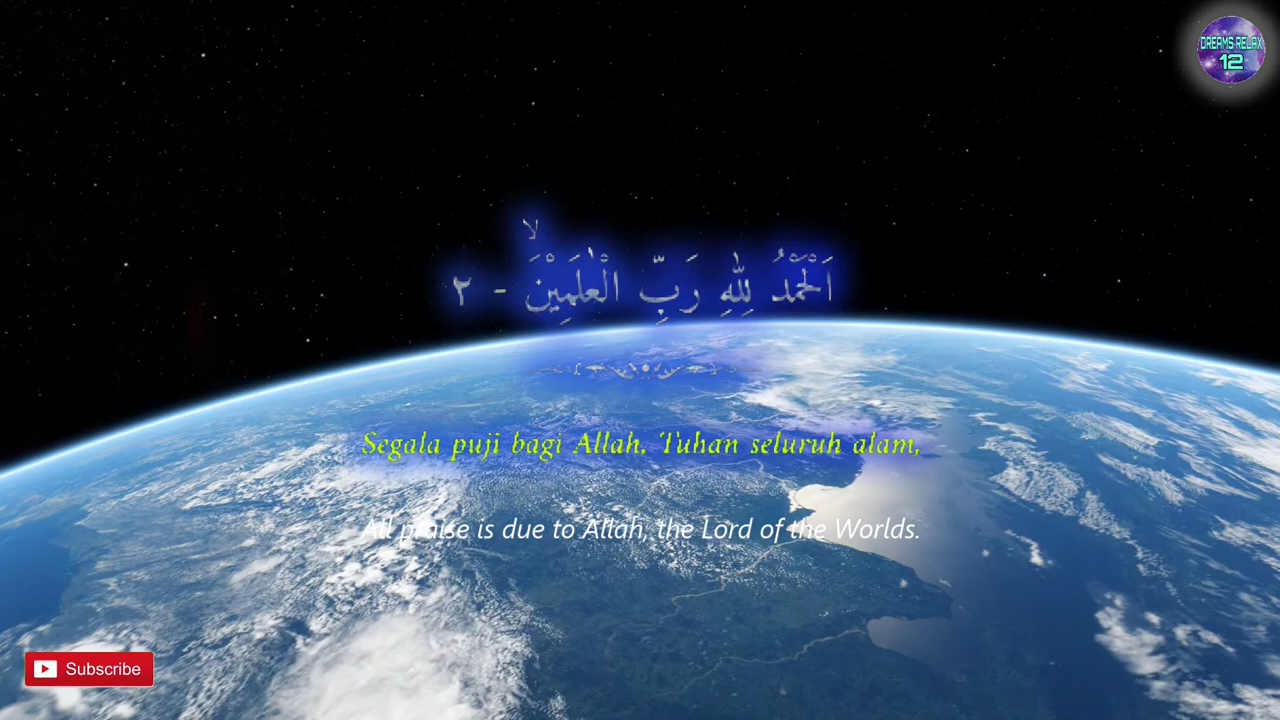 DREAMS RELAX
12
اَلْحَمْدُ لِلّٰهِ رَبِّ الْعٰلَمِيْنَۙ - ٢
Segala puji bagi Allah, Tuhan seluruh alam,
All praise is due to Allah, the Lord of the Worlds.
Subscribe